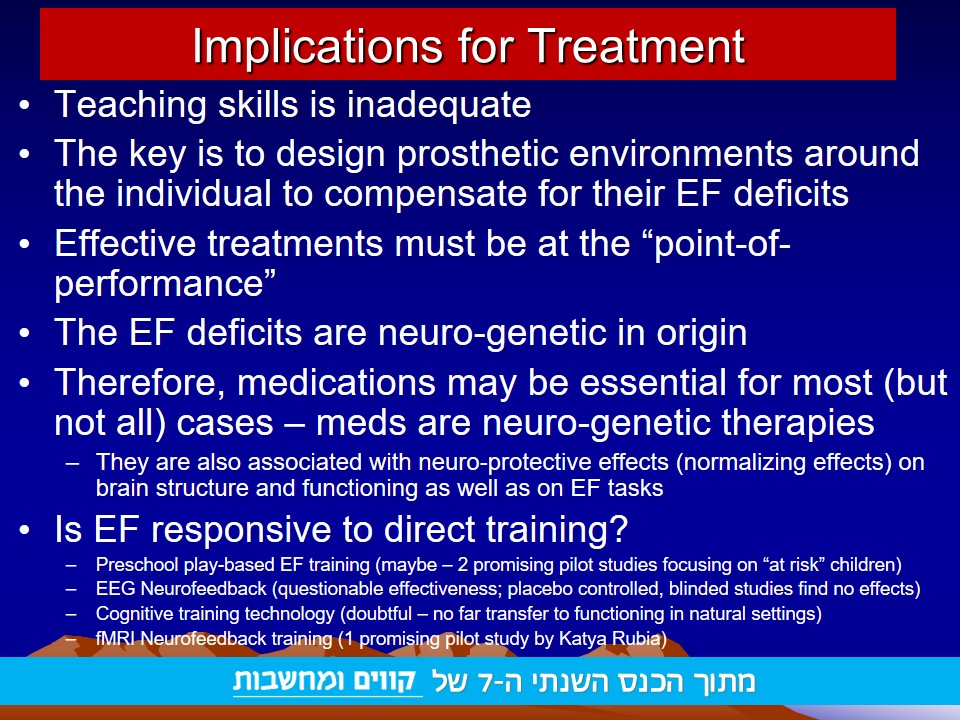 Implications for Treatment
• Teaching skills is inadequate
• The key is to design prosthetic environments around
the individual to compensate for their EF deficits
• Effective treatments must be at the “point-of-
performance”
• The EF deficits are neuro-genetic in origin
• Therefore, medications may be essential for most (but
not all) cases – meds are neuro-genetic therapies
– They are also associated with neuro-protective effects (normalizing effects) on
brain structure and functioning as well as on EF tasks
• Is EF responsive to direct training?
– Preschool play-based EF training (maybe – 2 promising pilot studies focusing on “at risk” children)
– EEG Neurofeedback (questionable effectiveness; placebo controlled, blinded studies find no effects)
– Cognitive training technology (doubtful – no far transfer to functioning in natural settings)
– fMRI Neurofeedback training (1 promising pilot study by Katya Rubia)
מתוך הכנס השנתי ה-7 של קווים ומחשבות